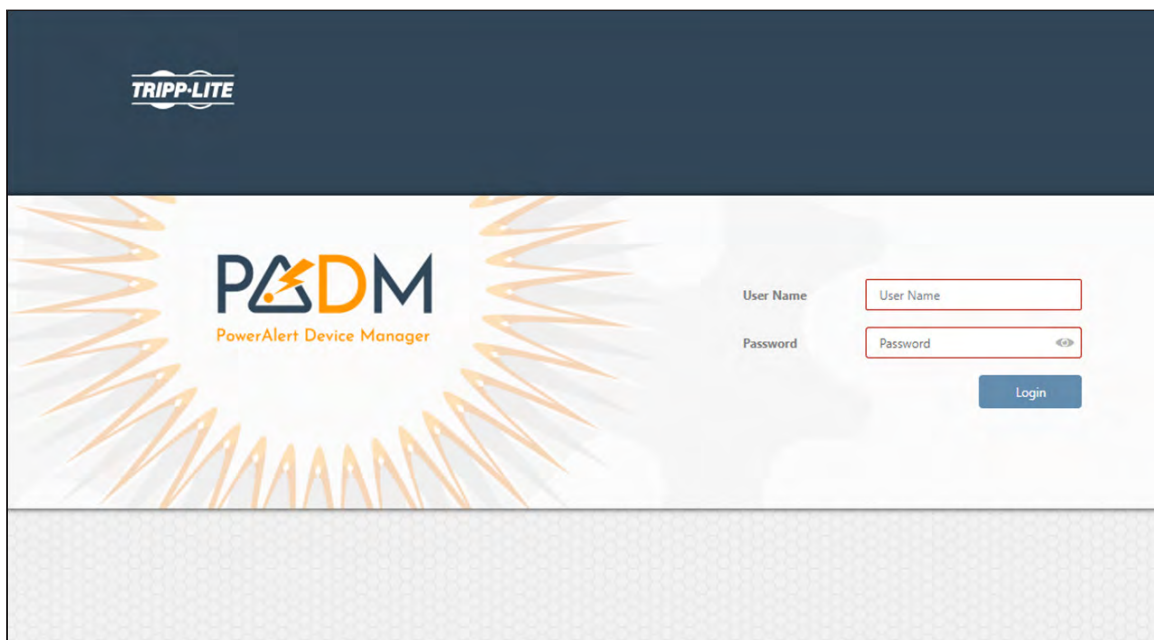 TRIPP·LITE
PADM
PowerAlert Device Manager
User Name
User Name
Password
Password
Login